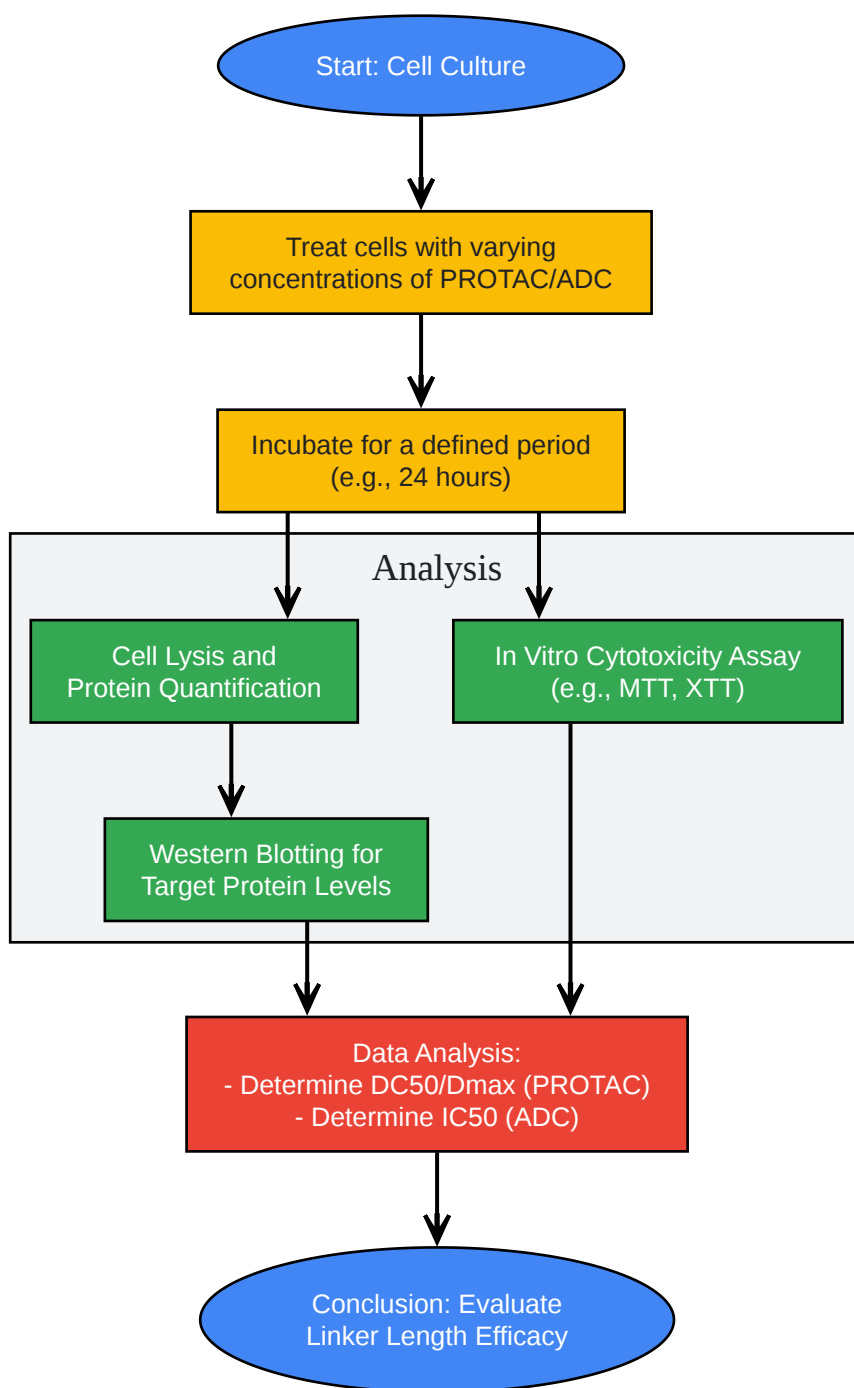 Start: Cell Culture
Treat cells with varying
concentrations of PROTAC/ADC
Incubate for a defined period
(e.g., 24 hours)
Analysis
Cell Lysis and
Protein Quantification
In Vitro Cytotoxicity Assay
(e.g., MTT, XTT)
Western Blotting for
Target Protein Levels
Data Analysis:
- Determine DC50/Dmax (PROTAC)
- Determine IC50 (ADC)
Conclusion: Evaluate
Linker Length Efficacy